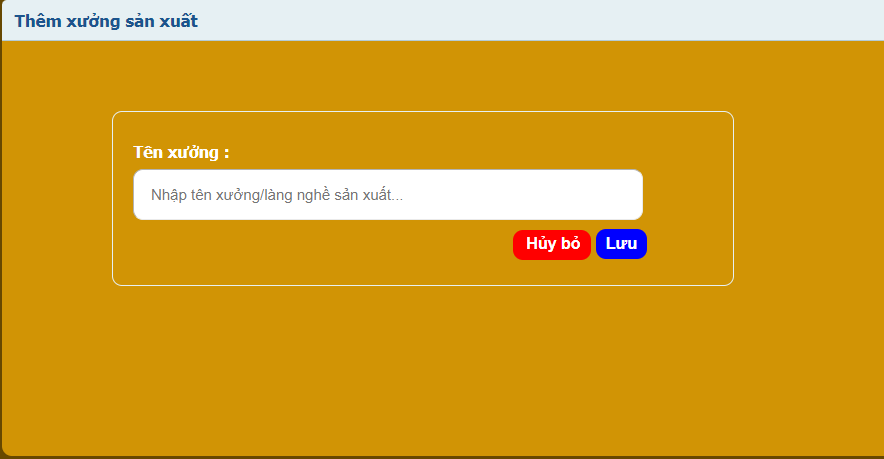 Thêm xưởng sản xuất
Tên xưởng :
Nhập tên xưởng/làng nghề sản xuất...
Hủy bỏ Lưu